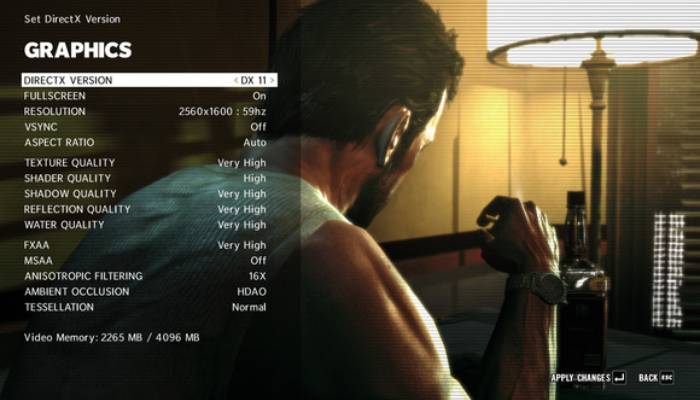 Set DirectX Version
GRAPHICS
DIRECTX VERSION < DX 11 >
FULLSCREEN On
RESOLUTION 2560x1600 : 59hz
VSYNC Off
ASPECT RATIO Auto
TEXTURE QUALITY Very High
SHADER QUALITY High
SHADOW QUALITY Very High
REFLECTION QUALITY Very High
WATER QUALITY Very High
FXAA Very High
MSAA Off
ANISOTROPIC FILTERING 16X
AMBIENT OCCLUSION HDAO
TESSELLATION Normal
Video Memory: 2265 MB / 4096 MB
APPLY CHANGES ↵ BACK ESC